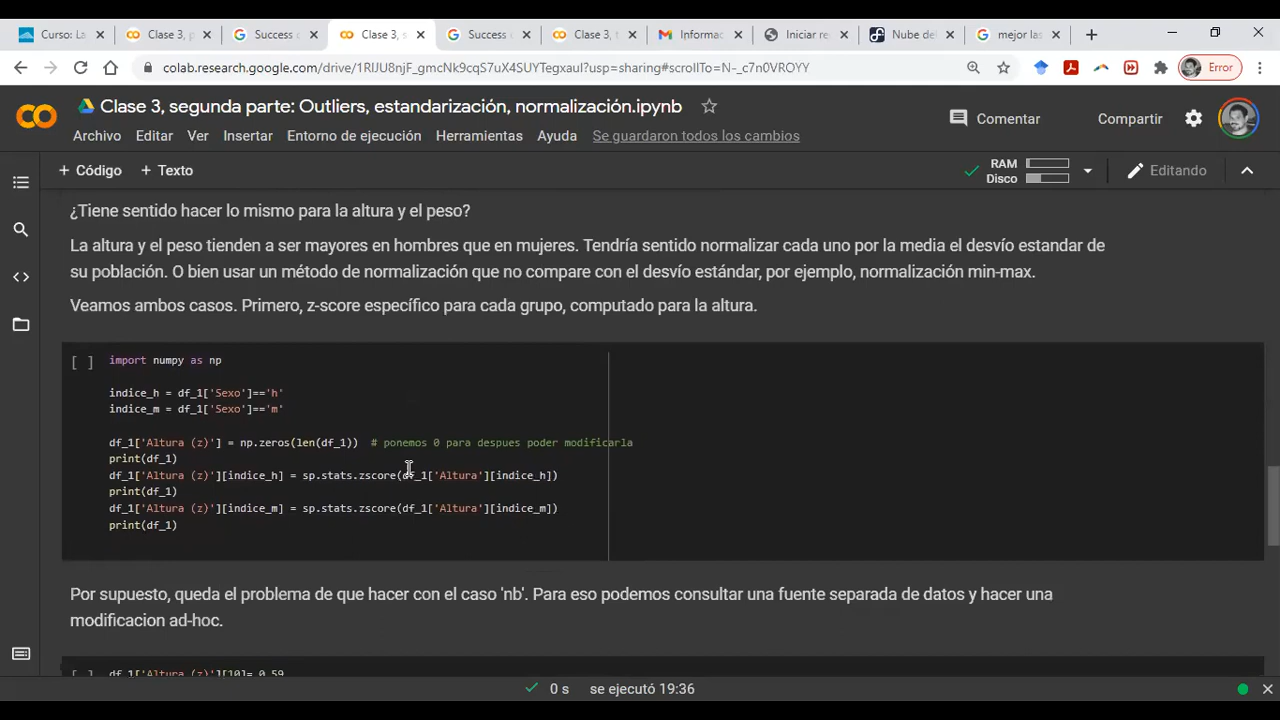 Curso: La
Clase 3, p
Success
Clase 3, s
Success
Clase 3, t
Informac
Iniciar re
Nube del
mejor las
colab.research.google.com/drive/1RlJU8njF_gmcNk9cqS7uX4SUYTegxauI?usp=sharing#scrollTo=N-_c7n0VROYY
Error
Clase 3, segunda parte: Outliers, estandarización, normalización.ipynb
Archivo Editar Ver Insertar Entorno de ejecución Herramientas Ayuda Se guardaron todos los cambios
Comentar
Compartir
+ Código + Texto
RAM
Disco
Editando
¿Tiene sentido hacer lo mismo para la altura y el peso?
La altura y el peso tienden a ser mayores en hombres que en mujeres. Tendría sentido normalizar cada uno por la media el desvío estandar de
su población. O bien usar un método de normalización que no compare con el desvío estándar, por ejemplo, normalización min-max.
Veamos ambos casos. Primero, z-score específico para cada grupo, computado para la altura.
[ ] import numpy as np
indice_h = df_1['Sexo']=='h'
indice_m = df_1['Sexo']=='m'
df_1['Altura (z)'] = np.zeros(len(df_1)) # ponemos 0 para despues poder modificarla
print(df_1)
df_1['Altura (z)'][indice_h] = sp.stats.zscore(df_1['Altura'][indice_h])
print(df_1)
df_1['Altura (z)'][indice_m] = sp.stats.zscore(df_1['Altura'][indice_m])
print(df_1)
Por supuesto, queda el problema de que hacer con el caso 'nb'. Para eso podemos consultar una fuente separada de datos y hacer una
modificacion ad-hoc.
[ ] df_1['Altura (z)'][10]= 0.59
0 s se ejecutó 19:36